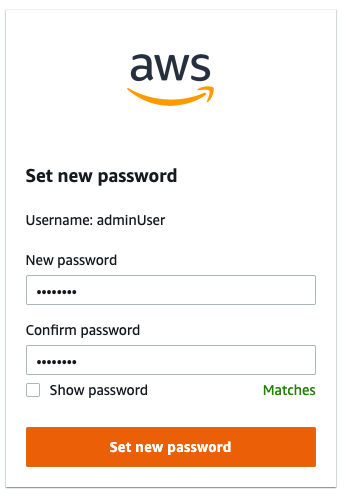 aws
Set new password
Username: adminUser
New password
••••••••
Confirm password
••••••••
Show password Matches
Set new password